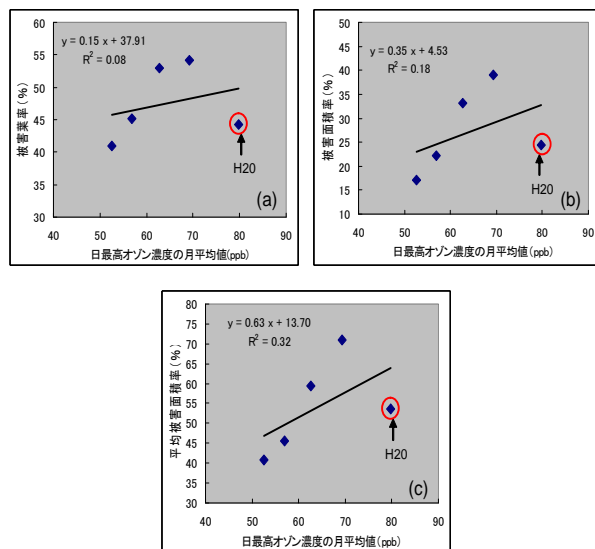 60
55
50
45
40
35
30
被害葉率(%)
y = 0.15 x + 37.91
R² = 0.08
H20
(a)
40 50 60 70 80 90
日最高オゾン濃度の月平均値(ppb)
50
45
40
35
30
25
20
15
10
被害面積率(%)
y = 0.35 x + 4.53
R² = 0.18
H20
(b)
40 50 60 70 80 90
日最高オゾン濃度の月平均値(ppb)
80
75
70
65
60
55
50
45
40
35
30
平均被害面積率(%)
y = 0.63 x + 13.70
R² = 0.32
H20
(c)
40 50 60 70 80 90
日最高オゾン濃度の月平均値(ppb)